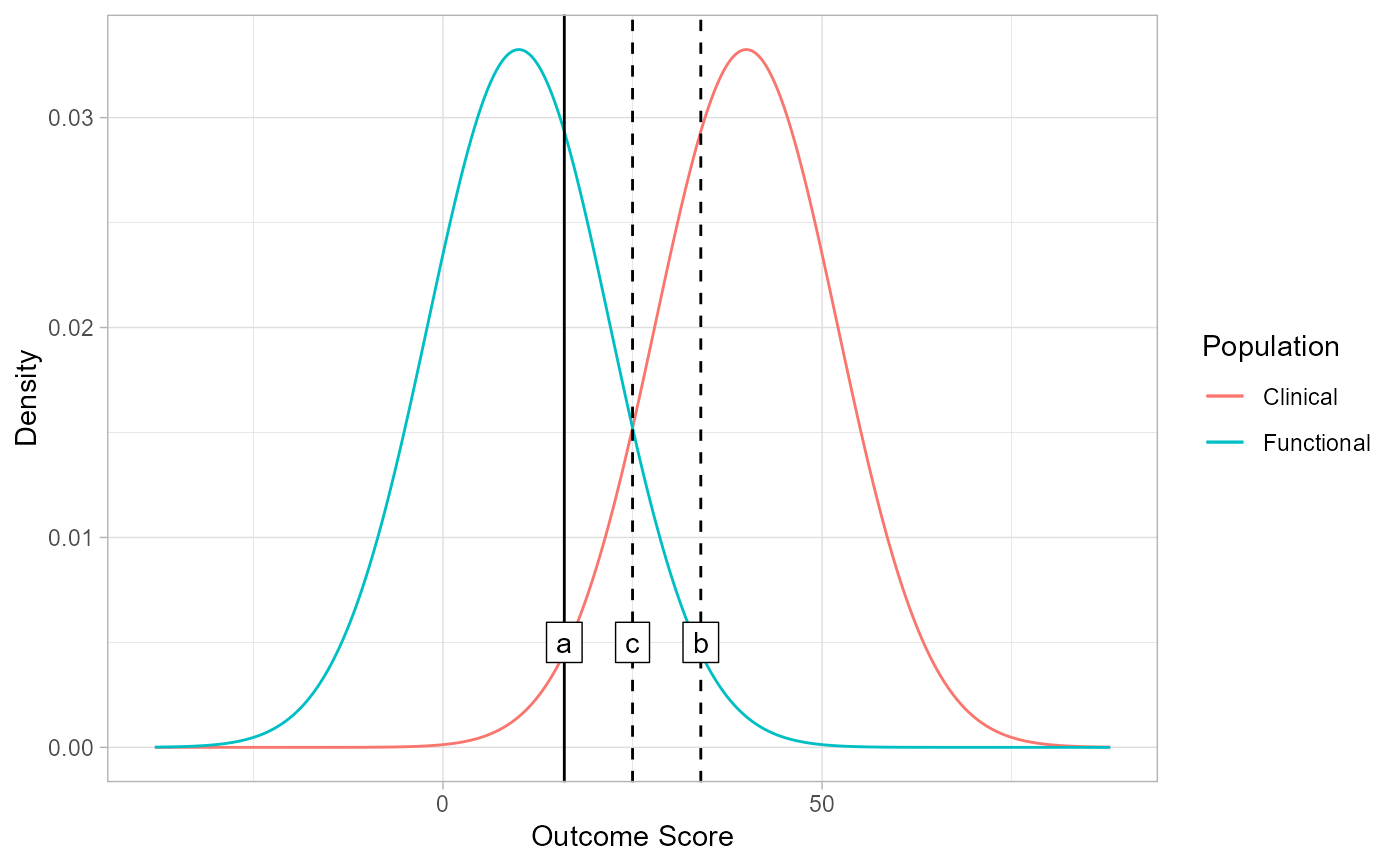 0.03
0.02
0.01
0.00
Density
a
c
b
0
50
Outcome Score
Population
Clinical
Functional